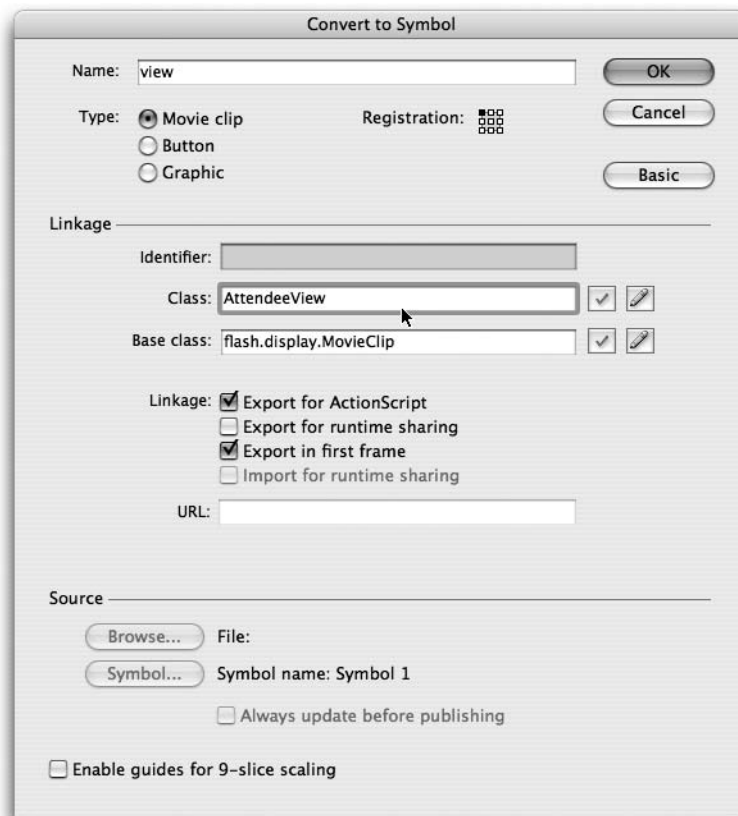 Convert to Symbol
Name: view
OK
Type: Movie clip
Registration:
Cancel
Button
Graphic
Basic
Linkage
Identifier:
Class: AttendeeView
Base class: flash.display.MovieClip
Linkage: Export for ActionScript
Export for runtime sharing
Export in first frame
Import for runtime sharing
URL:
Source
Browse... File:
Symbol... Symbol name: Symbol 1
Always update before publishing
Enable guides for 9-slice scaling